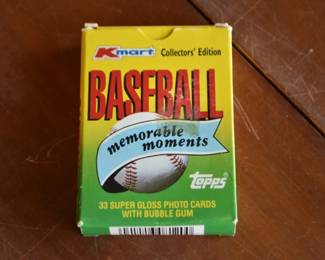 Kmart Collectors' Edition
BASEBALL
memorable
moments
topps
33 SUPER GLOSS PHOTO CARDS
WITH BUBBLE GUM